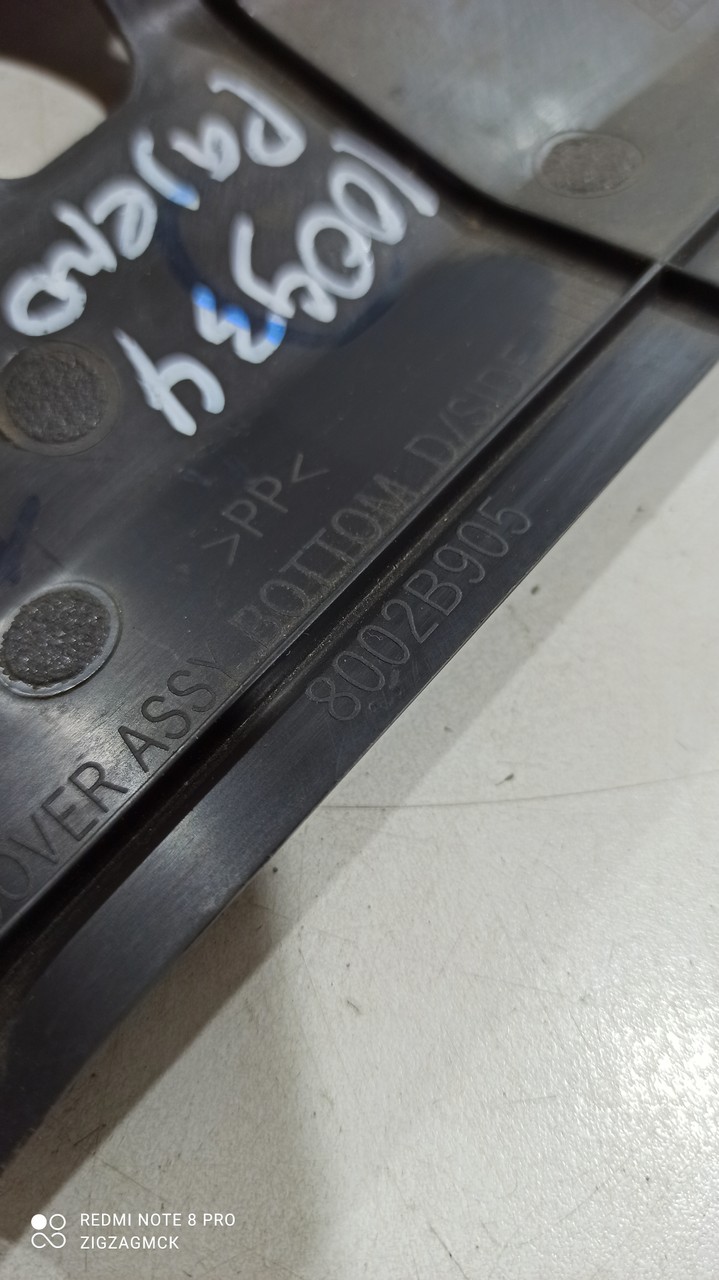 Pajero
100934
>PP<
COVER ASSY BOTTOM D/SIDE
8002B905
REDMI NOTE 8 PRO
ZIGZAGMCK